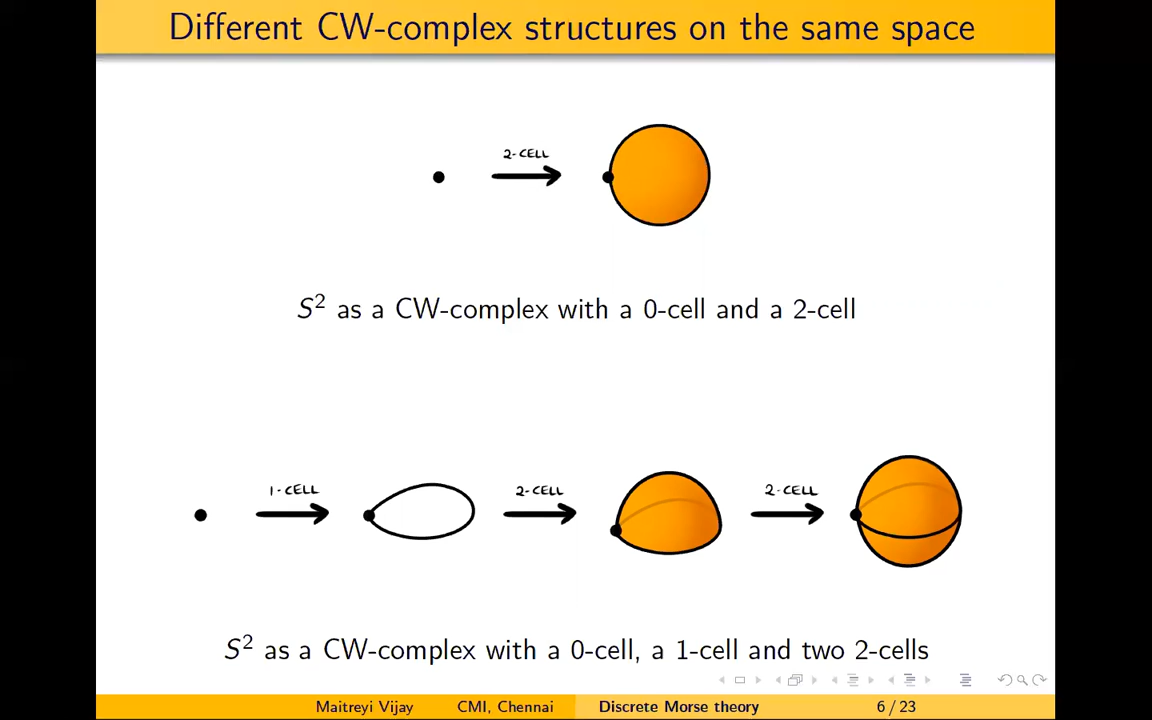 Different CW-complex structures on the same space
2-CELL
S² as a CW-complex with a 0-cell and a 2-cell
1-CELL 2-CELL 2-CELL
S² as a CW-complex with a 0-cell, a 1-cell and two 2-cells
Maitreyi Vijay CMI, Chennai Discrete Morse theory 6 / 23